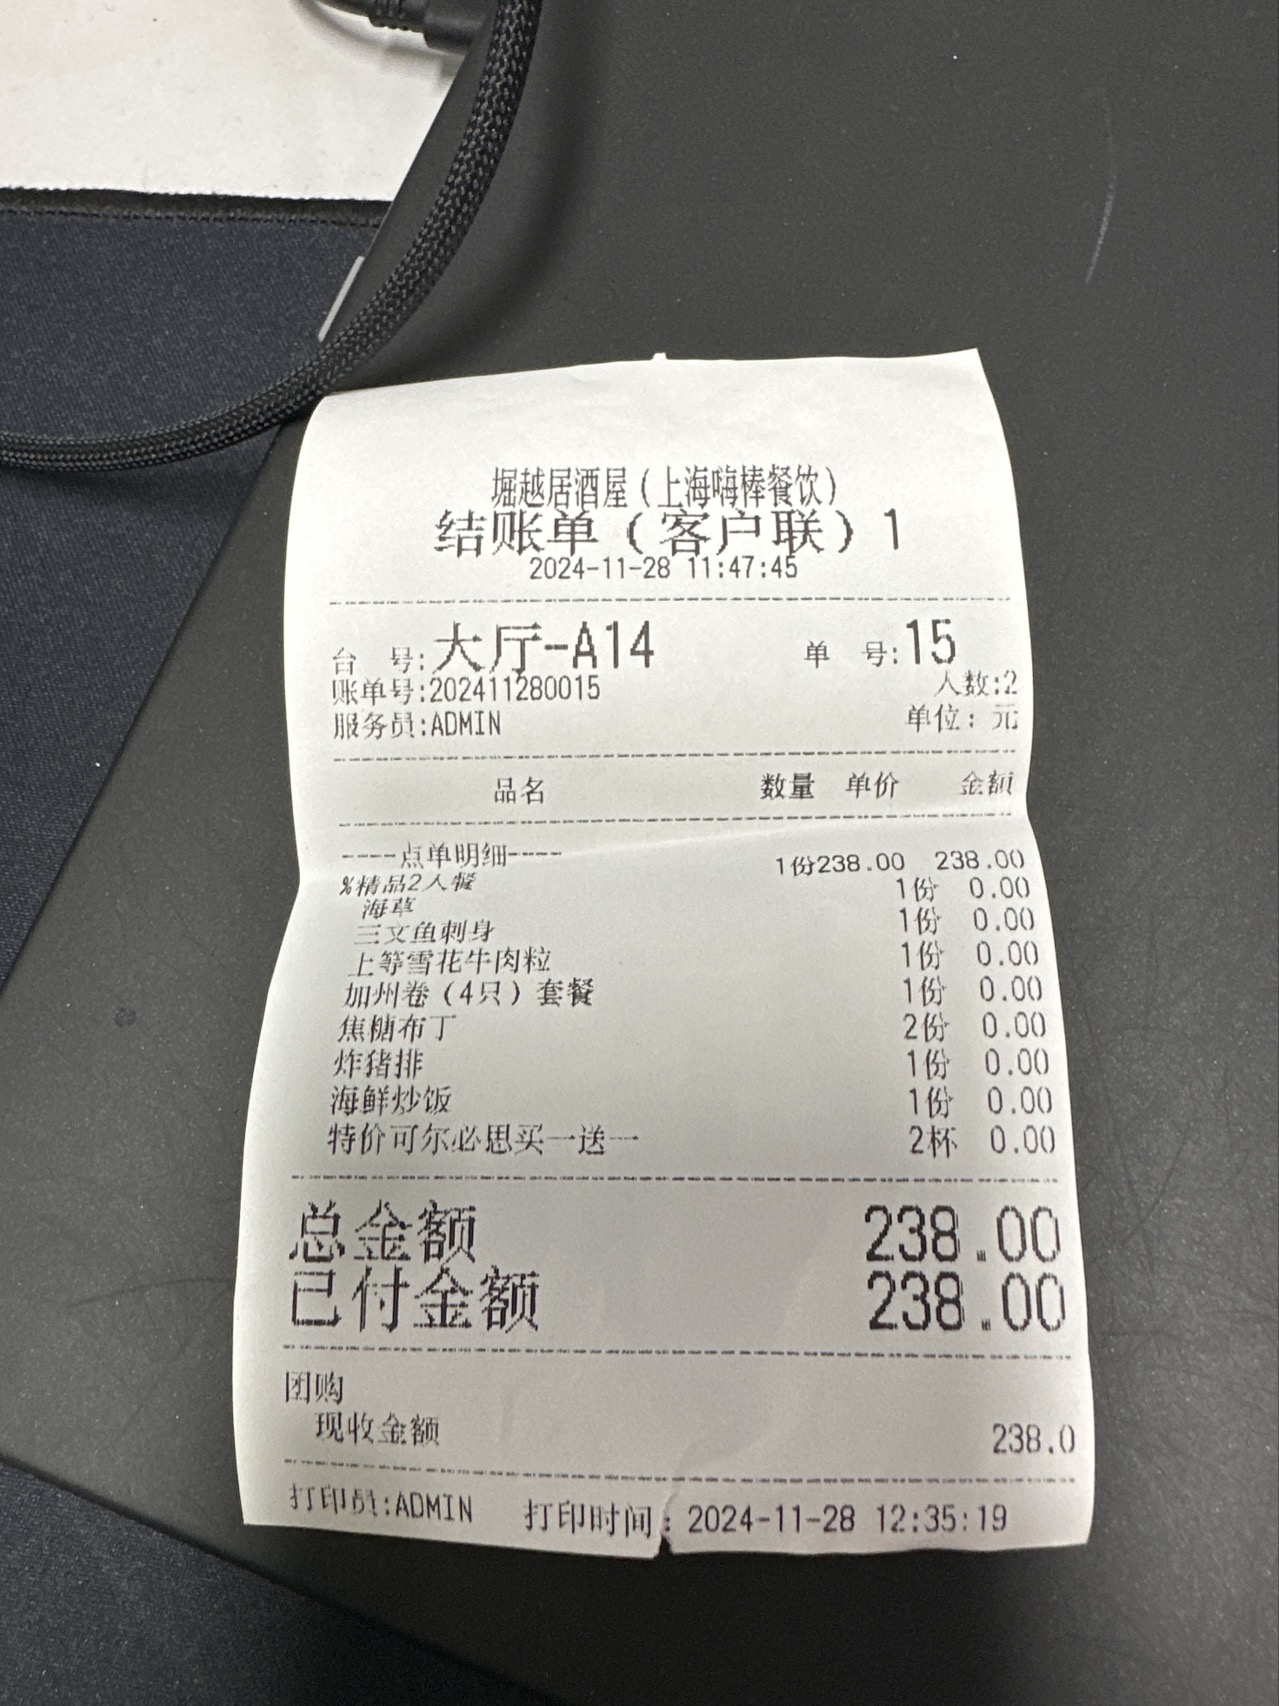 堀越居酒屋（上海嗨棒餐饮）
结账单（客户联）1
2024-11-28 11:47:45
台 号:大厅-A14 单 号:15
账单号:202411280015 人数:2
服务员:ADMIN 单位: 元
品名 数量 单价 金额
----点单明细----
%精品2人餐 1份238.00 238.00
海草 1份 0.00
三文鱼刺身 1份 0.00
上等雪花牛肉粒 1份 0.00
加州卷（4只）套餐 1份 0.00
焦糖布丁 2份 0.00
炸猪排 1份 0.00
海鲜炒饭 1份 0.00
特价可尔必思买一送一 2杯 0.00
总金额 238.00
已付金额 238.00
团购
现收金额 238.0
打印员:ADMIN 打印时间: 2024-11-28 12:35:19